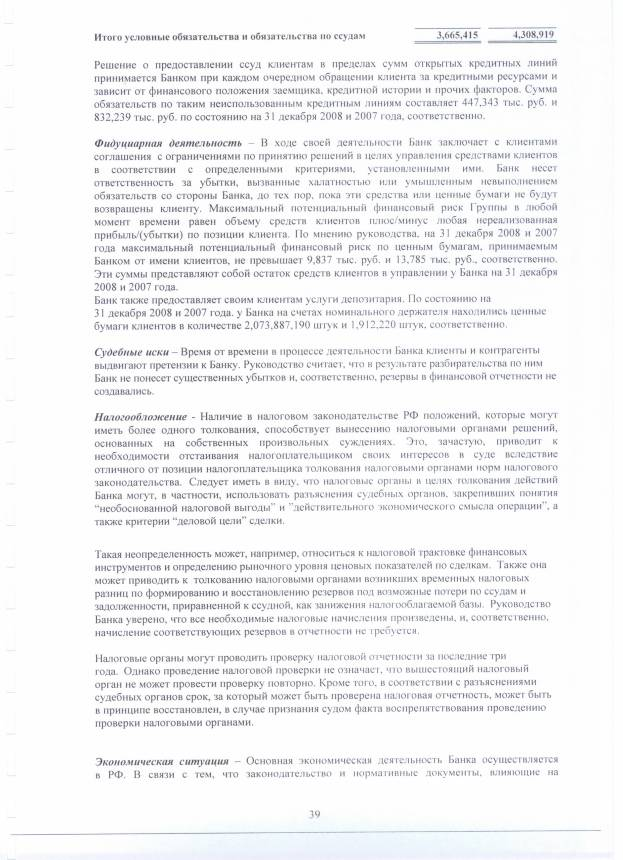 Итого условные обязательства и обязательства по ссудам 3,665,415 4,308,919
Решение о предоставлении ссуд клиентам в пределах сумм открытых кредитных линий
принимается Банком при каждом очередном обращении клиента за кредитными ресурсами и
зависит от финансового положения заемщика, кредитной истории и прочих факторов. Сумма
обязательств по таким неиспользованным кредитным линиям составляет 447,343 тыс. руб. и
832,239 тыс. руб. по состоянию на 31 декабря 2008 и 2007 года, соответственно.
Фидуциарная деятельность – В ходе своей деятельности Банк заключает с клиентами
соглашения с ограничениями по принятию решений в целях управления средствами клиентов
в соответствии с определенными критериями, установленными ими. Банк несет
ответственность за убытки, вызванные халатностью или умышленным невыполнением
обязательств со стороны Банка, до тех пор, пока эти средства или ценные бумаги не будут
возвращены клиенту. Максимальный потенциальный финансовый риск Группы в любой
момент времени равен объему средств клиентов плюс/минус любая нереализованная
прибыль/(убытки) по позиции клиента. По мнению руководства, на 31 декабря 2008 и 2007
года максимальный потенциальный финансовый риск по ценным бумагам, принимаемым
Банком от имени клиентов, не превышает 9,837 тыс. руб. и 13,785 тыс. руб., соответственно.
Эти суммы представляют собой остаток средств клиентов в управлении у Банка на 31 декабря
2008 и 2007 года.
Банк также предоставляет своим клиентам услуги депозитария. По состоянию на
31 декабря 2008 и 2007 года. у Банка на счетах номинального держателя находились ценные
бумаги клиентов в количестве 2,073,887,190 штук и 1,912,220 штук, соответственно.
Судебные иски – Время от времени в процессе деятельности Банка клиенты и контрагенты
выдвигают претензии к Банку. Руководство считает, что в результате разбирательства по ним
Банк не понесет существенных убытков и, соответственно, резервы в финансовой отчетности не
создавались.
Налогообложение - Наличие в налоговом законодательстве РФ положений, которые могут
иметь более одного толкования, способствует вынесению налоговыми органами решений,
основанных на собственных произвольных суждениях. Это, зачастую, приводит к
необходимости отстаивания налогоплательщиком своих интересов в суде вследствие
отличного от позиции налогоплательщика толкования налоговыми органами норм налогового
законодательства. Следует иметь в виду, что налоговые органы в целях толкования действий
Банка могут, в частности, использовать разъяснения судебных органов, закрепивших понятия
“необоснованной налоговой выгоды” и ”действительного экономического смысла операции”, а
также критерии “деловой цели” сделки.
Такая неопределенность может, например, относиться к налоговой трактовке финансовых
инструментов и определению рыночного уровня ценовых показателей по сделкам. Также она
может приводить к толкованию налоговыми органами возникших временных налоговых
разниц по формированию и восстановлению резервов под возможные потери по ссудам и
задолженности, приравненной к ссудной, как занижения налогооблагаемой базы. Руководство
Банка уверено, что все необходимые налоговые начисления произведены, и, соответственно,
начисление соответствующих резервов в отчетности не требуется.
Налоговые органы могут проводить проверку налоговой отчетности за последние три
года. Однако проведение налоговой проверки не означает, что вышестоящий налоговый
орган не может провести проверку повторно. Кроме того, в соответствии с разъяснениями
судебных органов срок, за который может быть проверена налоговая отчетность, может быть
в принципе восстановлен, в случае признания судом факта воспрепятствования проведению
проверки налоговыми органами.
Экономическая ситуация – Основная экономическая деятельность Банка осуществляется
в РФ. В связи с тем, что законодательство и нормативные документы, влияющие на
39